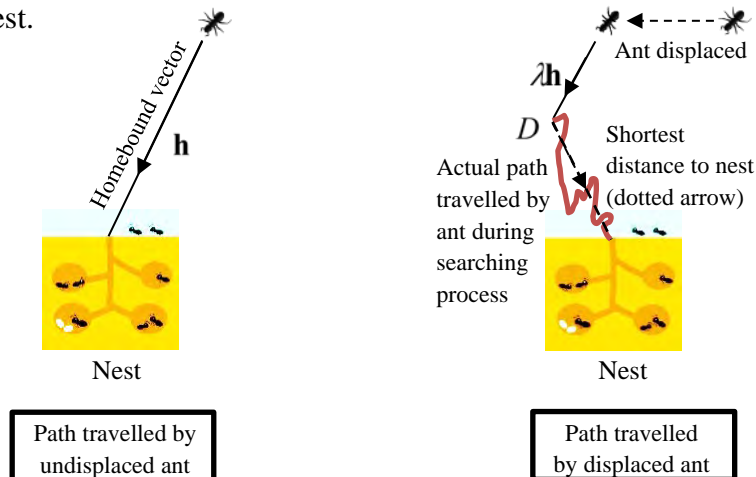 est.
Homebound vector
h
Nest
Path travelled by
undisplaced ant
Ant displaced
λh
D
Shortest
distance to nest
(dotted arrow)
Actual path
travelled by
ant during
searching
process
Nest
Path travelled
by displaced ant